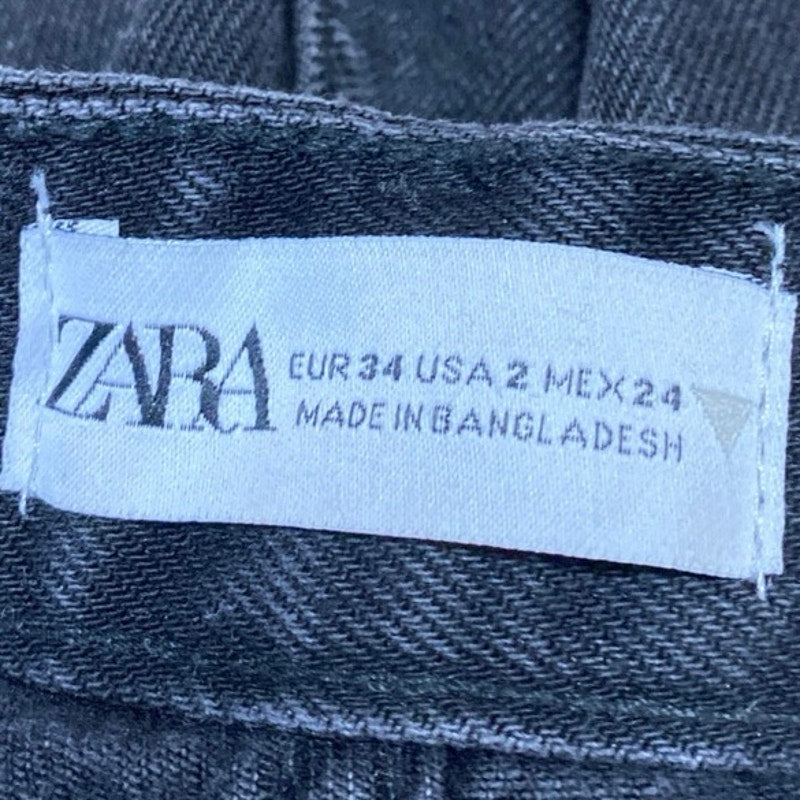 ZARA
EUR 34 USA 2 MEX 24
MADE IN BANGLADESH